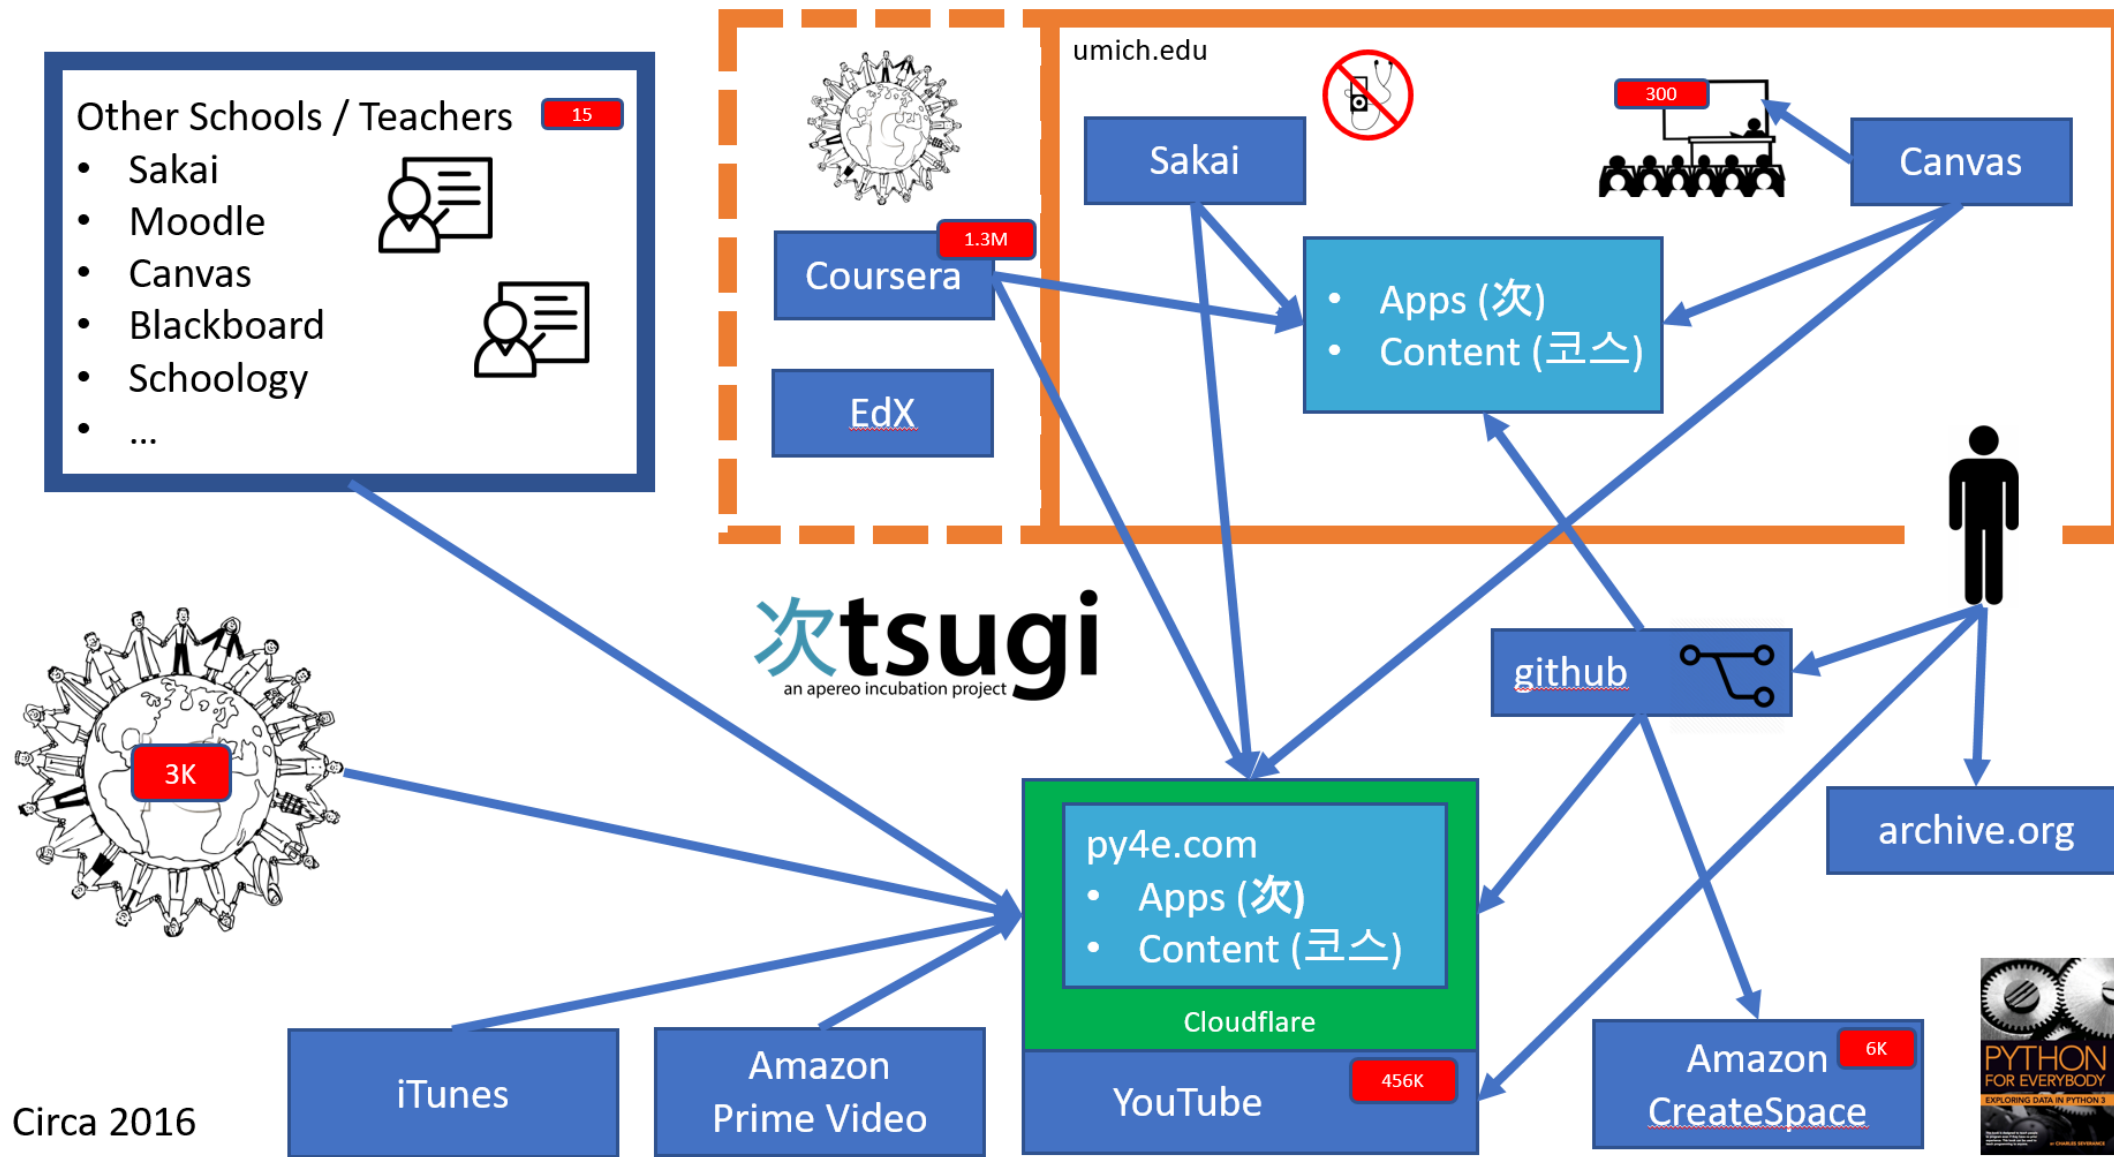 Other Schools / Teachers
15
• Sakai
• Moodle
• Canvas
• Blackboard
• Schoology
• ...
umich.edu
Sakai
300
Canvas
1.3M
Coursera
EdX
• Apps (次)
• Content (코스)
次tsugi
an apereo incubation project
github
3K
archive.org
py4e.com
• Apps (次)
• Content (코스)
Cloudflare
YouTube
456K
iTunes
Amazon
Prime Video
Amazon
CreateSpace
6K
PYTHON
FOR EVERYBODY
EXPLORING DATA IN PYTHON 3
CHARLES SEVERANCE
Circa 2016